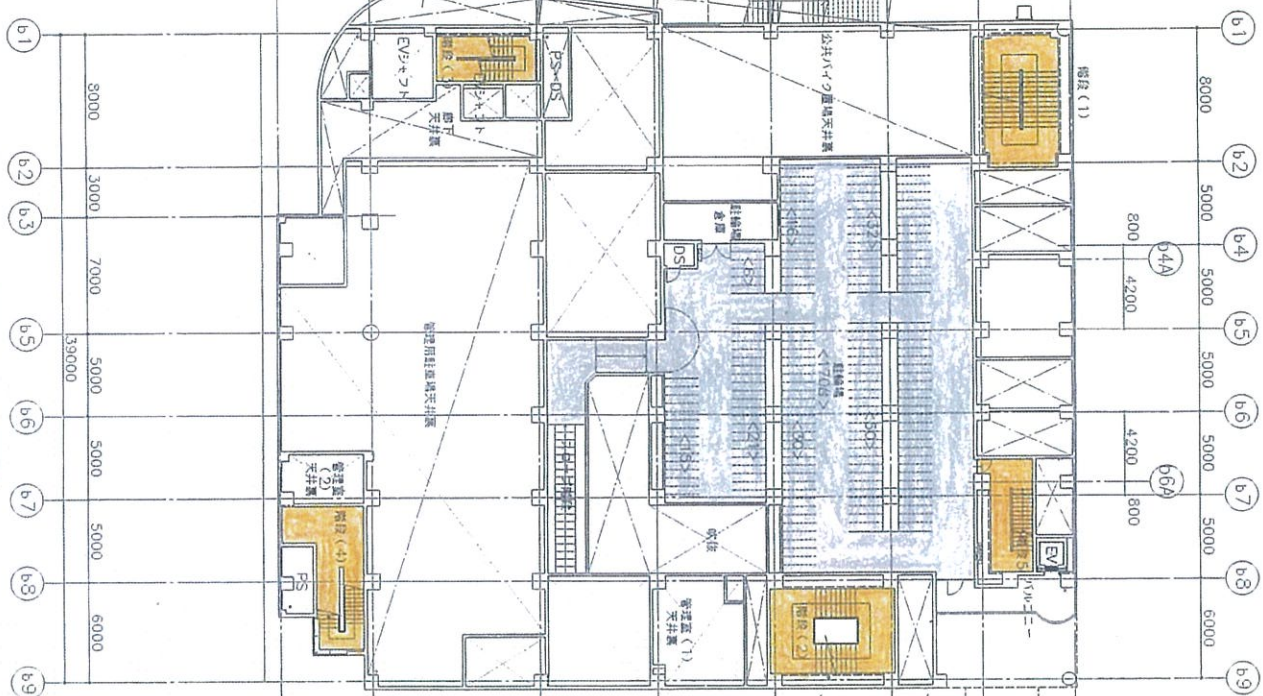 b1
b2
b3
b5
b6
b7
b8
b9
8000
3000
7000
5000
5000
5000
6000
39000
EVシャフト
階段(3)
PS・DS
廊下
天井裏
公共バイク置場天井裏
階段(1)
駐輪場
倉庫
DS
<6>
<16>
<32>
駐輪場
<50>
<21>
管理用駐車場天井裏
管理室
(2)
天井裏
階段(4)
PS
吹抜
管理室(1)
天井裏
階段(2)
EV
バルコニー
b1
b2
b4
b4A
b5
b6
b6A
b7
b8
b9
8000
5000
800
4200
5000
5000
5000
4200
800
5000
6000